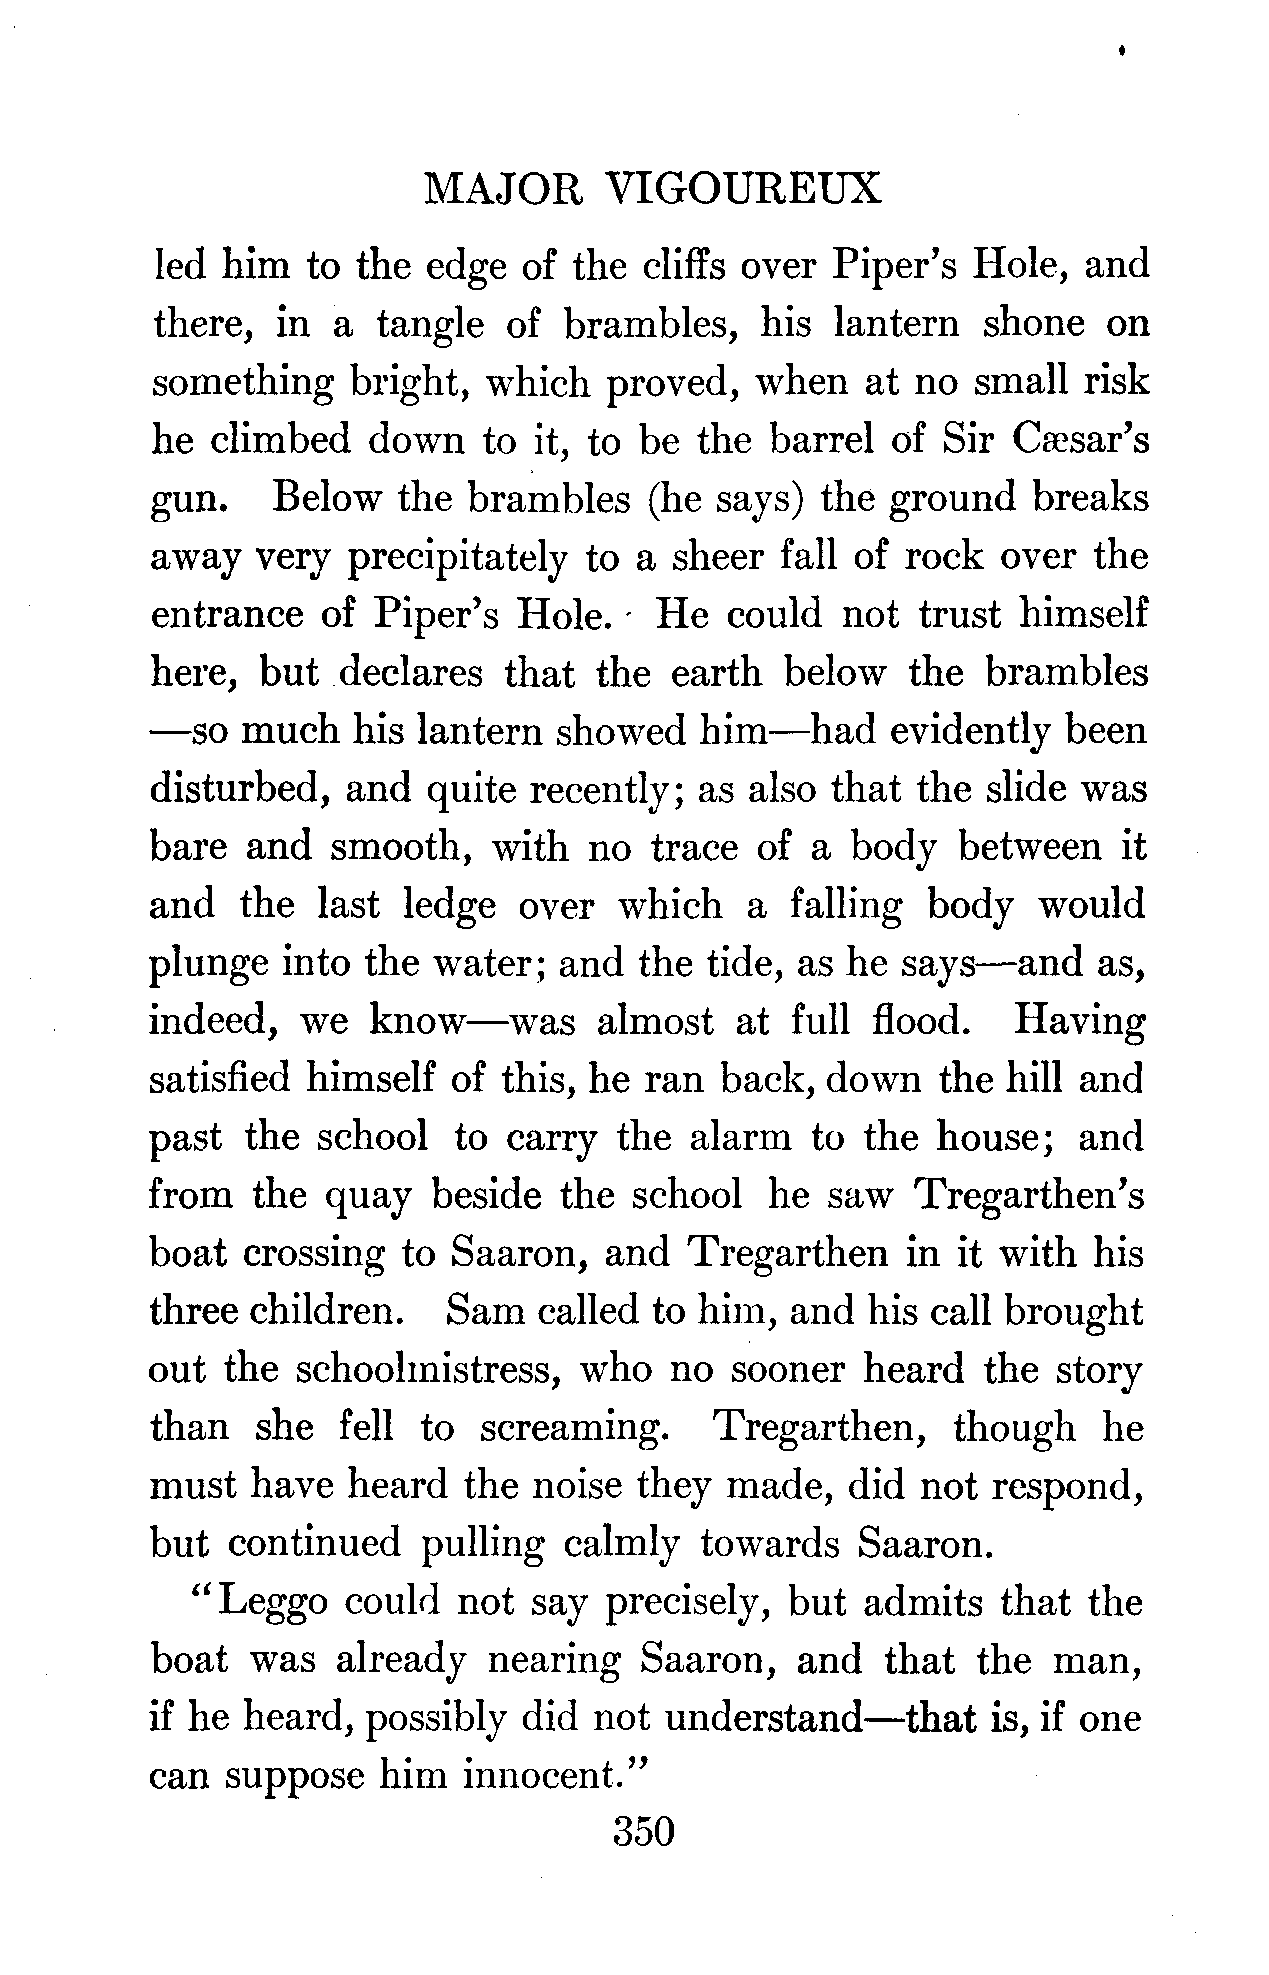 MAJOR VIGOUREUX
led him to the edge of the cliffs over Piper's Hole, and
there, in a tangle of brambles, his lantern shone on
something bright, which proved, when at no small risk
he climbed down to it, to be the barrel of Sir Cæsar's
gun. Below the brambles (he says) the ground breaks
away very precipitately to a sheer fall of rock over the
entrance of Piper's Hole. He could not trust himself
here, but declares that the earth below the brambles
—so much his lantern showed him—had evidently been
disturbed, and quite recently; as also that the slide was
bare and smooth, with no trace of a body between it
and the last ledge over which a falling body would
plunge into the water; and the tide, as he says—and as,
indeed, we know—was almost at full flood. Having
satisfied himself of this, he ran back, down the hill and
past the school to carry the alarm to the house; and
from the quay beside the school he saw Tregarthen's
boat crossing to Saaron, and Tregarthen in it with his
three children. Sam called to him, and his call brought
out the schoolmistress, who no sooner heard the story
than she fell to screaming. Tregarthen, though he
must have heard the noise they made, did not respond,
but continued pulling calmly towards Saaron.
"Leggo could not say precisely, but admits that the
boat was already nearing Saaron, and that the man,
if he heard, possibly did not understand—that is, if one
can suppose him innocent."
350